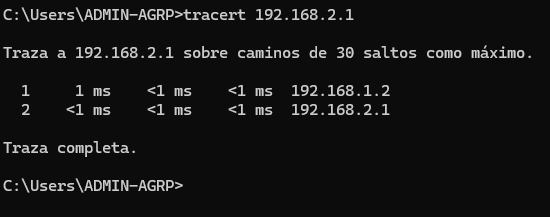 C:\Users\ADMIN-AGRP>tracert 192.168.2.1
Traza a 192.168.2.1 sobre caminos de 30 saltos como máximo.
1 1 ms <1 ms <1 ms 192.168.1.2
2 <1 ms <1 ms <1 ms 192.168.2.1
Traza completa.
C:\Users\ADMIN-AGRP>